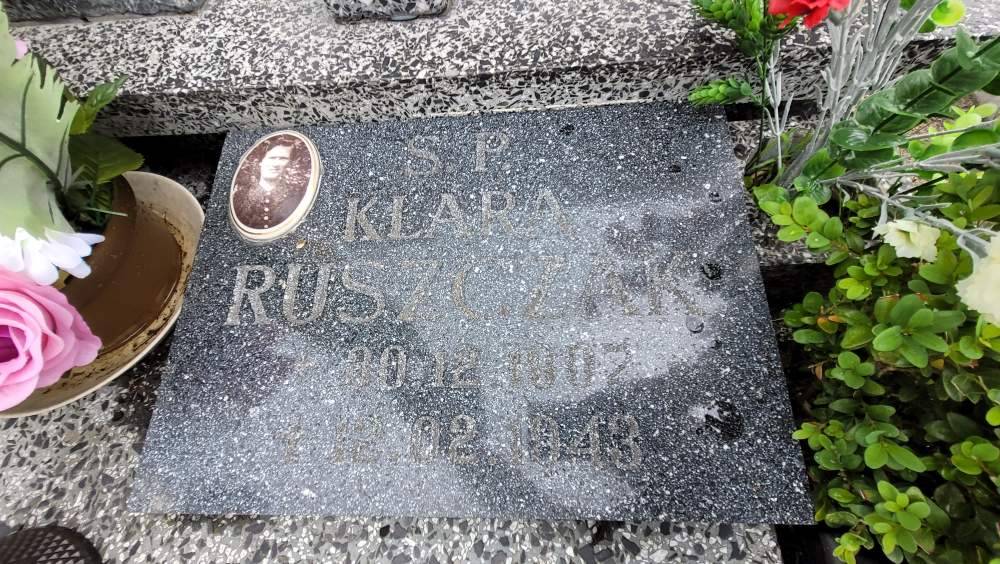 S. P.
KLARA
RUSZCZAK
* 30.12.1907
+ 12.02.1943